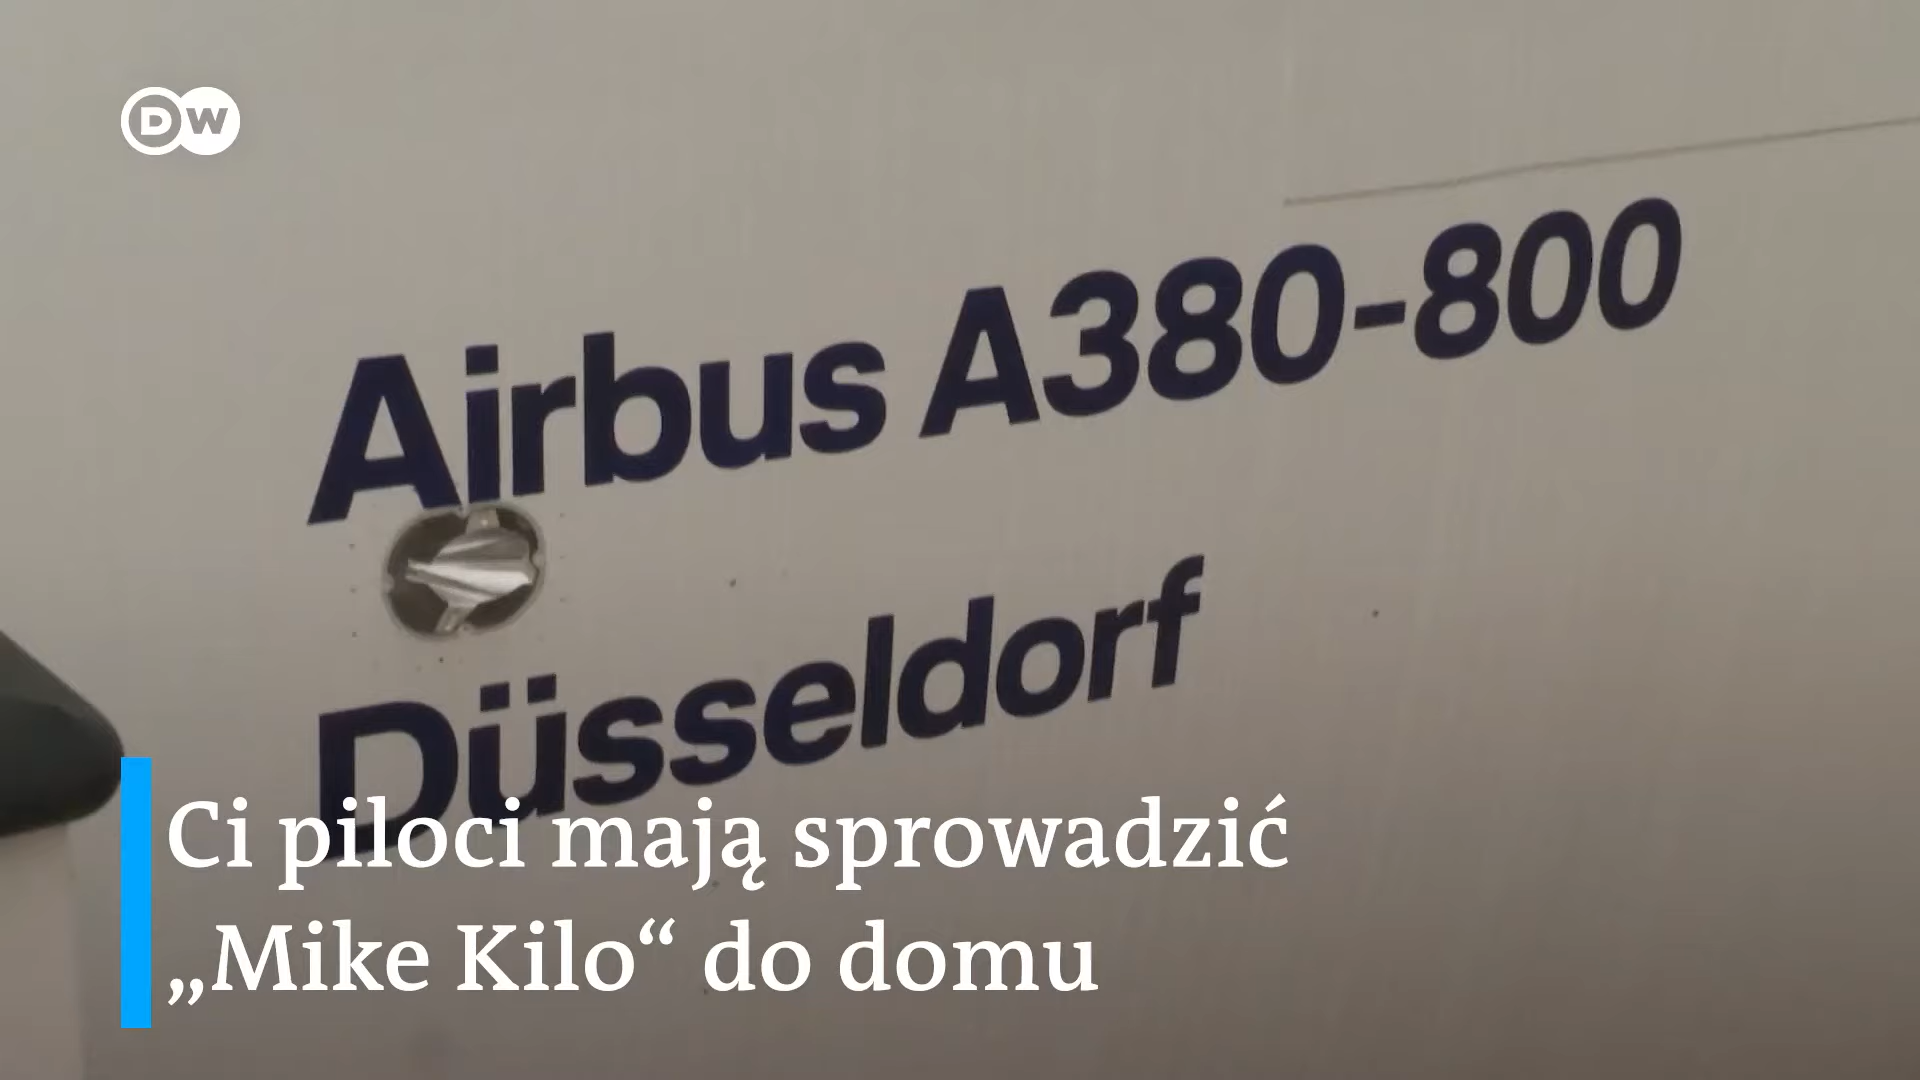 DW
Airbus A380-800
Düsseldorf
Ci piloci mają sprowadzić
„Mike Kilo“ do domu